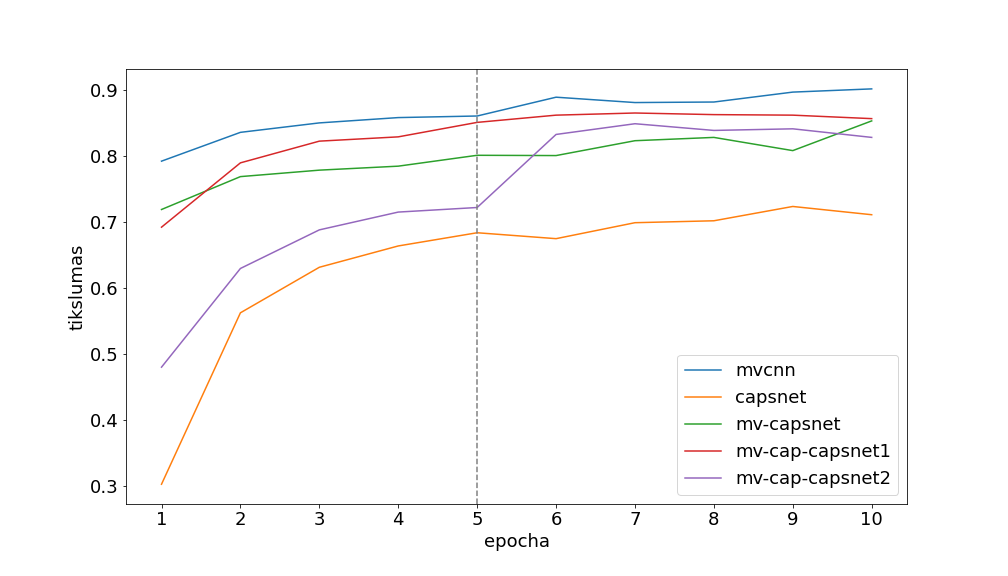 0.9
0.8
0.7
0.6
0.5
0.4
0.3
tikslumas
1 2 3 4 5 6 7 8 9 10
epocha
mvcnn
capsnet
mv-capsnet
mv-cap-capsnet1
mv-cap-capsnet2